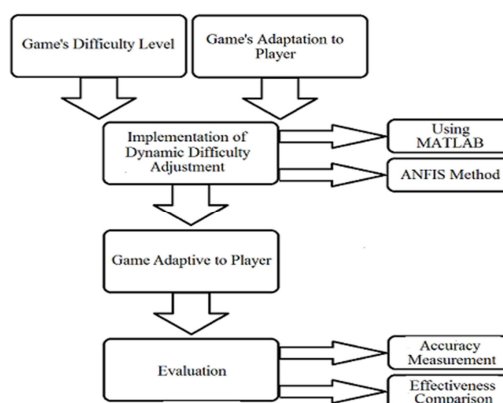 Game's Difficulty Level
Game's Adaptation to
Player
Implementation of
Dynamic Difficulty
Adjustment
Using
MATLAB
ANFIS Method
Game Adaptive to Player
Evaluation
Accuracy
Measurement
Effectiveness
Comparison